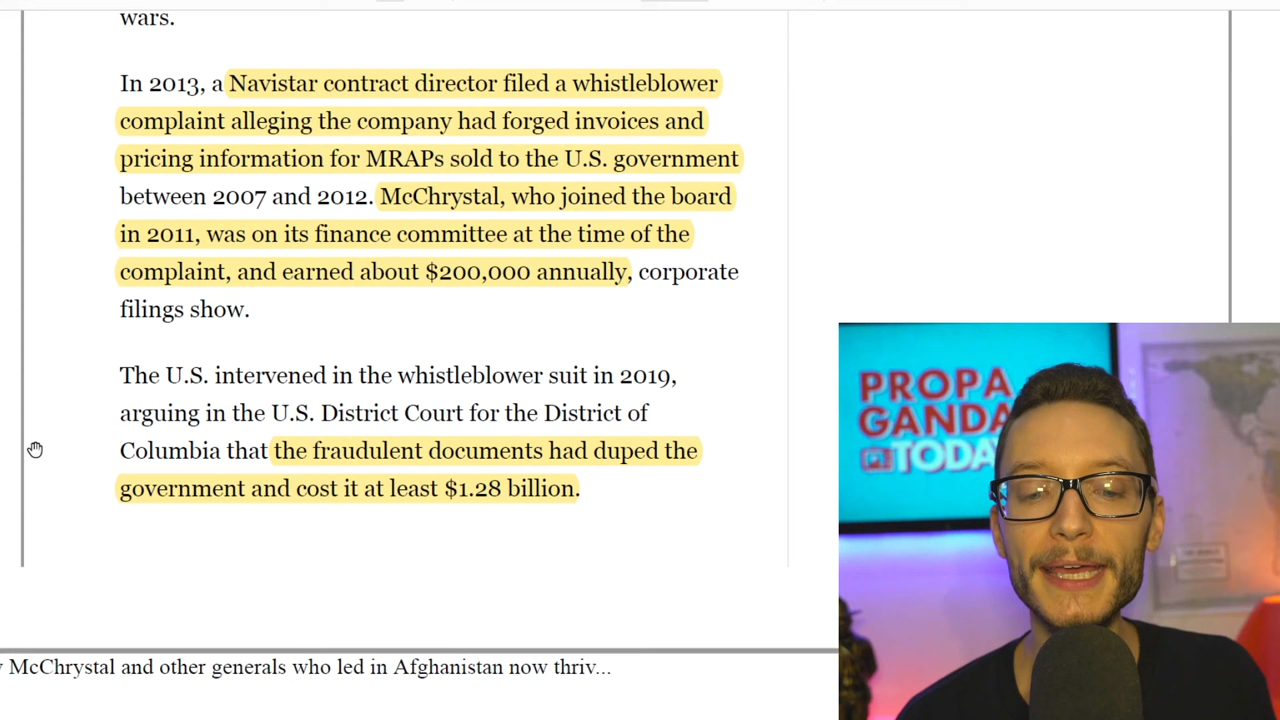 wars.
In 2013, a Navistar contract director filed a whistleblower
complaint alleging the company had forged invoices and
pricing information for MRAPs sold to the U.S. government
between 2007 and 2012. McChrystal, who joined the board
in 2011, was on its finance committee at the time of the
complaint, and earned about $200,000 annually, corporate
filings show.
The U.S. intervened in the whistleblower suit in 2019,
arguing in the U.S. District Court for the District of
Columbia that the fraudulent documents had duped the
government and cost it at least $1.28 billion.
McChrystal and other generals who led in Afghanistan now thriv...
PROPA
GANDA
TODA